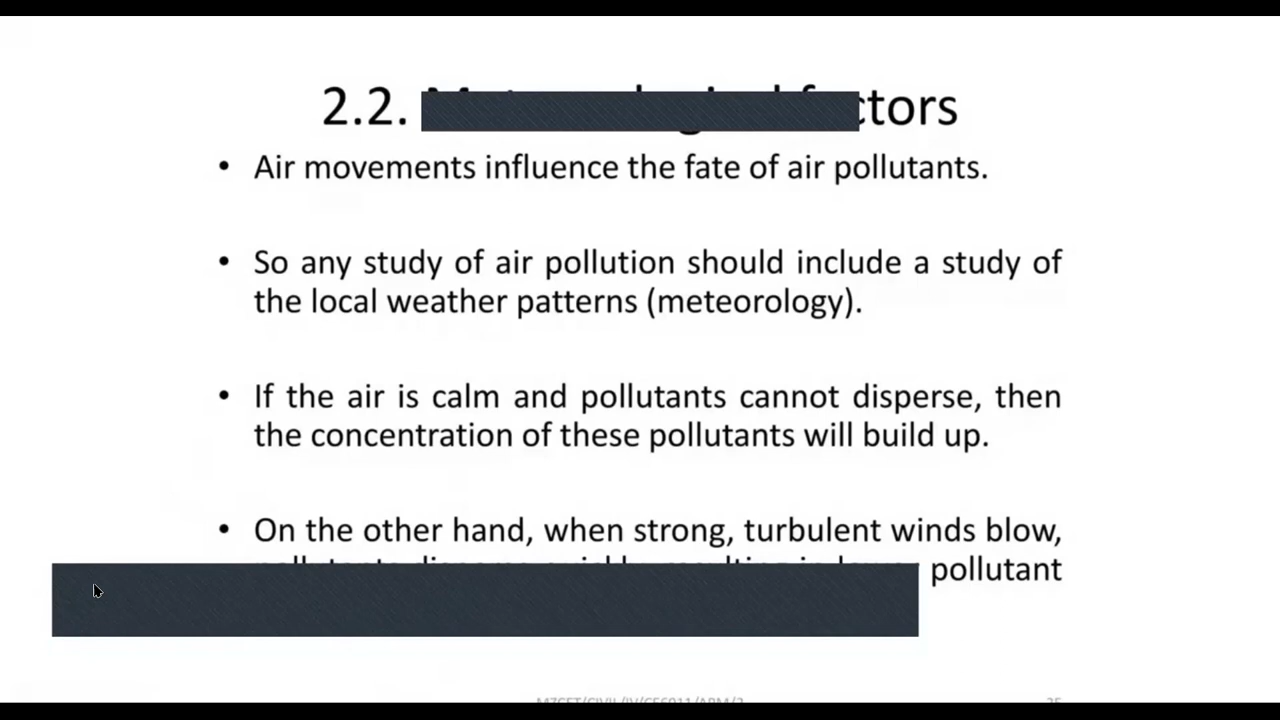 2.2. factors
• Air movements influence the fate of air pollutants.
• So any study of air pollution should include a study of
the local weather patterns (meteorology).
• If the air is calm and pollutants cannot disperse, then
the concentration of these pollutants will build up.
• On the other hand, when strong, turbulent winds blow,
pollutant